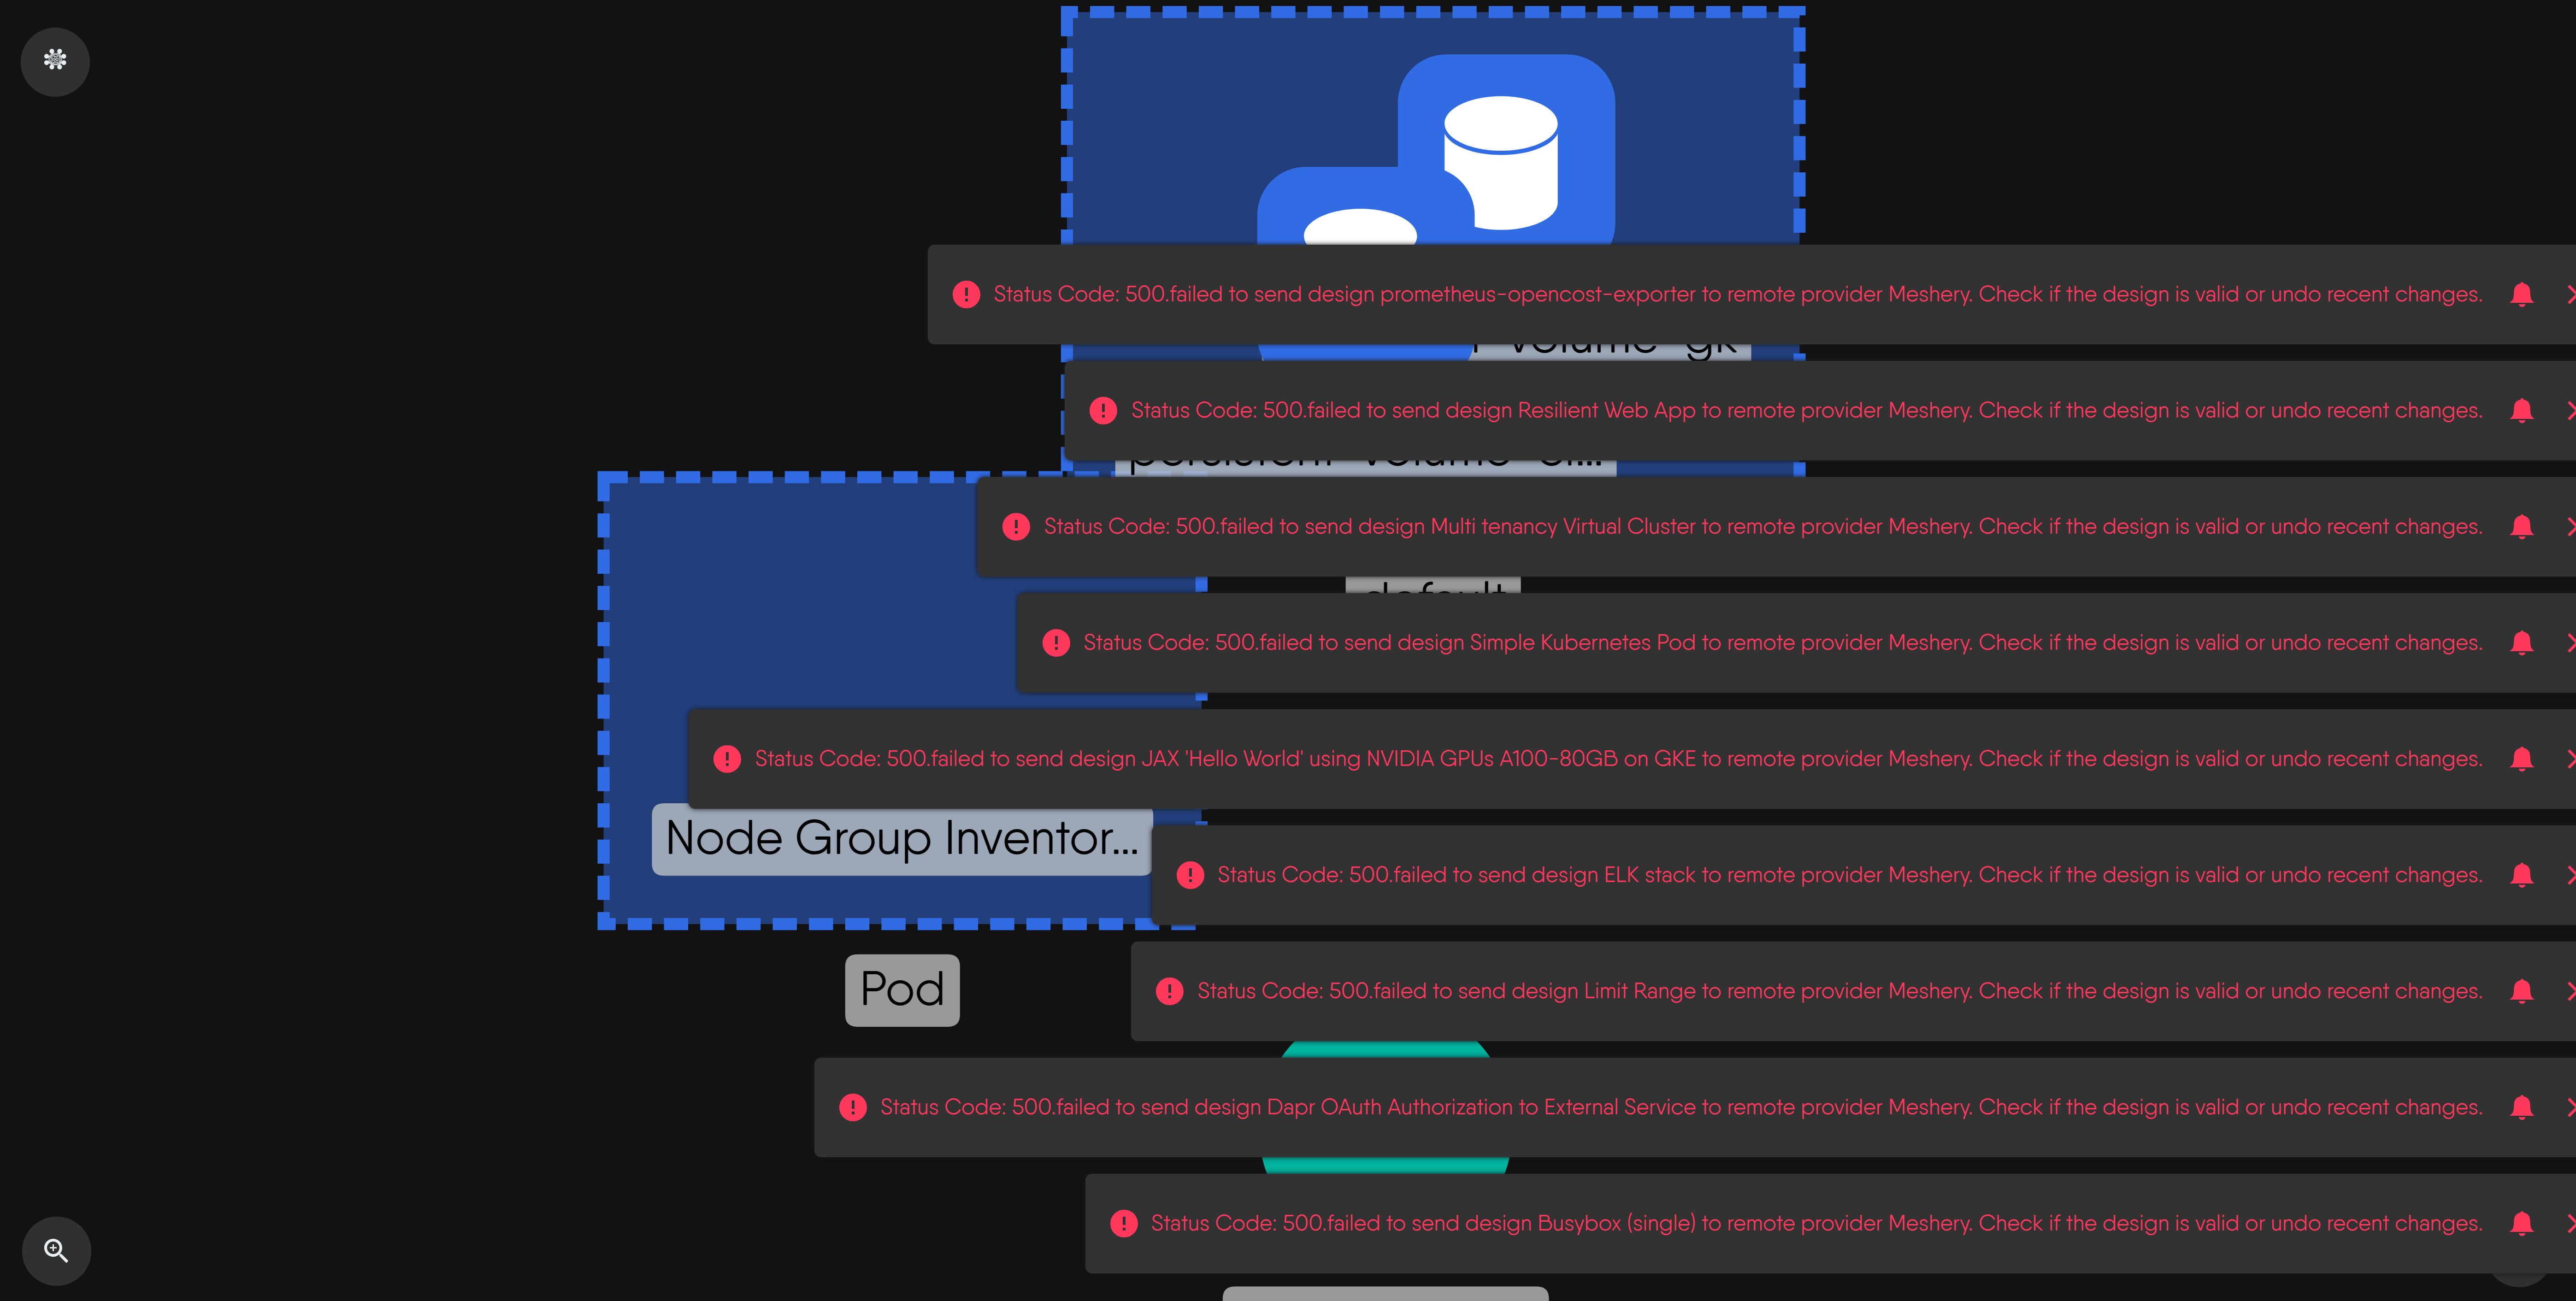 Status Code: 500.failed to send design prometheus-opencost-exporter to remote provider Meshery. Check if the design is valid or undo recent changes.
Status Code: 500.failed to send design Resilient Web App to remote provider Meshery. Check if the design is valid or undo recent changes.
Status Code: 500.failed to send design Multi tenancy Virtual Cluster to remote provider Meshery. Check if the design is valid or undo recent changes.
default
Status Code: 500.failed to send design Simple Kubernetes Pod to remote provider Meshery. Check if the design is valid or undo recent changes.
Status Code: 500.failed to send design JAX 'Hello World' using NVIDIA GPUs A100-80GB on GKE to remote provider Meshery. Check if the design is valid or undo recent changes.
Node Group Inventor...
Status Code: 500.failed to send design ELK stack to remote provider Meshery. Check if the design is valid or undo recent changes.
Pod
Status Code: 500.failed to send design Limit Range to remote provider Meshery. Check if the design is valid or undo recent changes.
Status Code: 500.failed to send design Dapr OAuth Authorization to External Service to remote provider Meshery. Check if the design is valid or undo recent changes.
Status Code: 500.failed to send design Busybox (single) to remote provider Meshery. Check if the design is valid or undo recent changes.